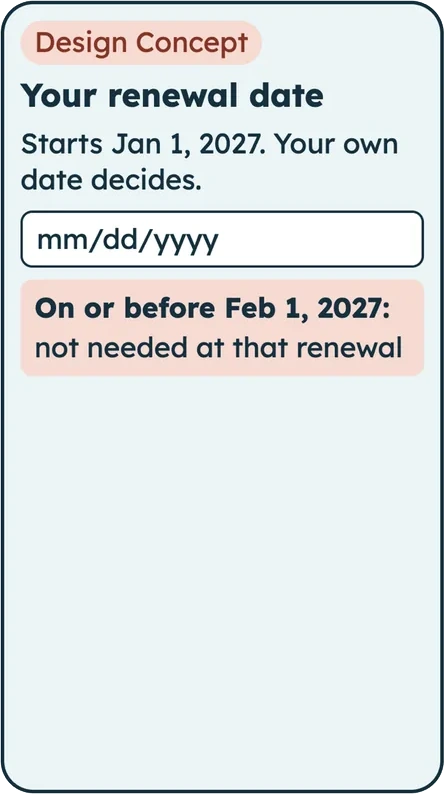 Design Concept
Your renewal date
Starts Jan 1, 2027. Your own
date decides.
mm/dd/yyyy
On or before Feb 1, 2027:
not needed at that renewal